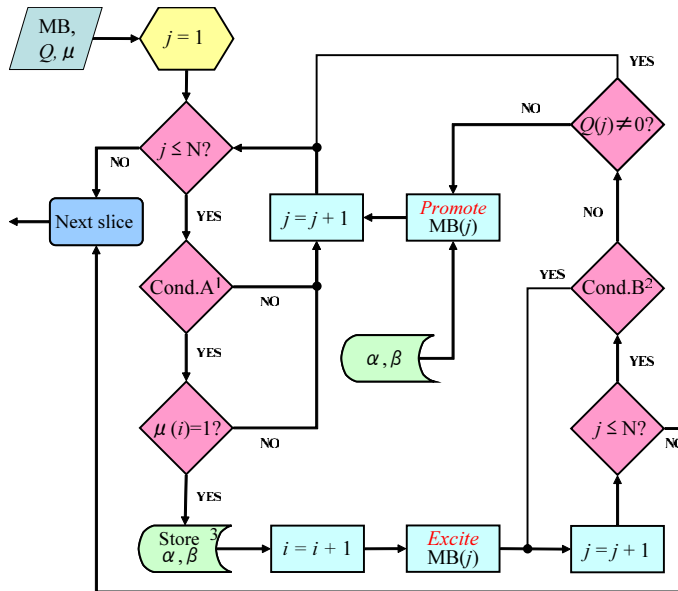 MB,
Q, μ
j = 1
YES
NO
Q(j)≠0?
j ≤ N?
NO
Next slice
YES
j = j + 1
Promote
MB(j)
NO
Cond.A1
NO
YES
Cond.B2
α, β
YES
YES
μ (i)=1?
NO
j ≤ N?
NO
YES
Store 3
α, β
i = i + 1
Excite
MB(j)
j = j + 1